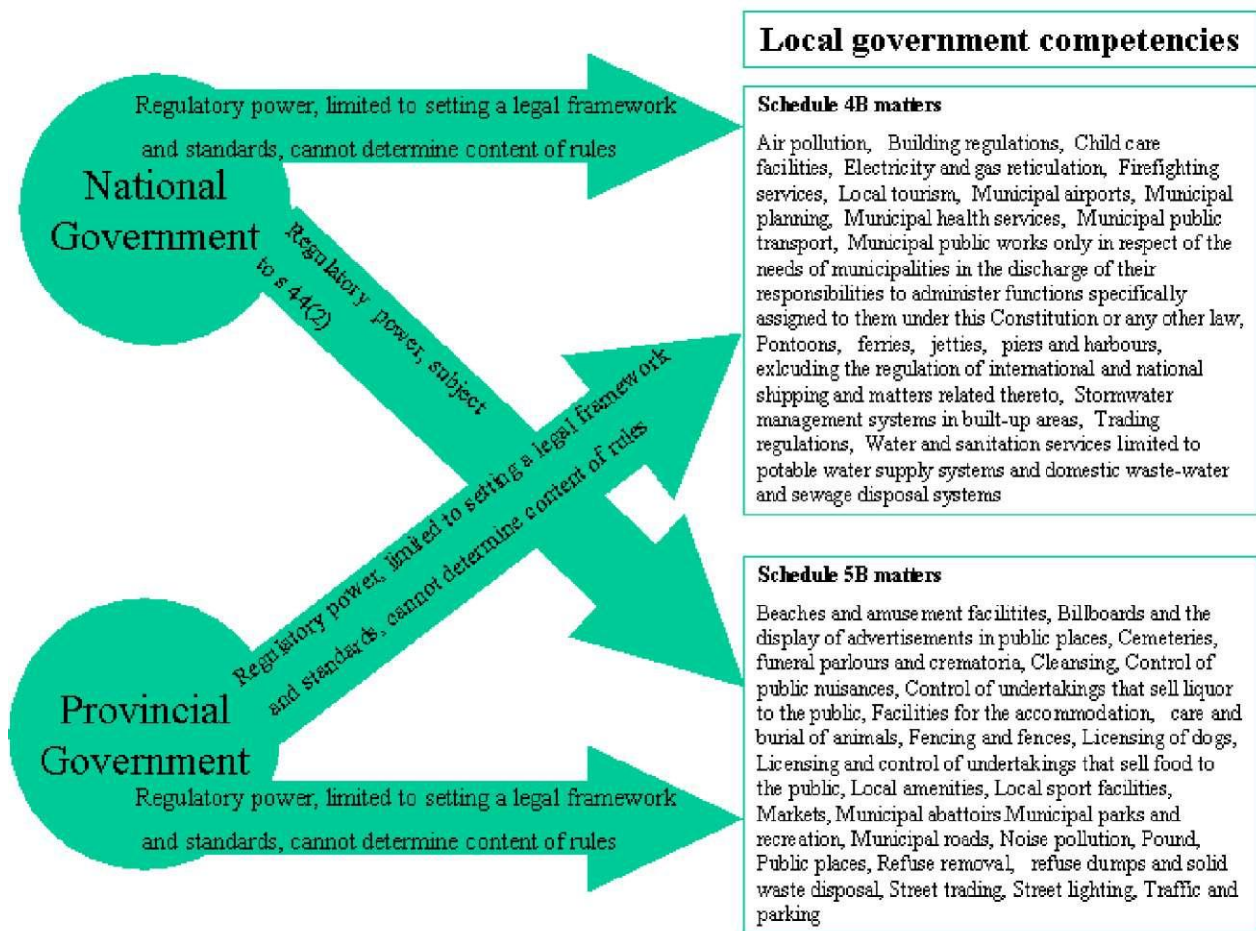 Local government competencies
Regulatory power, limited to setting a legal framework
and standards, cannot determine content of rules
National
Government
Regulatory power, subject
to s 44(2)
Regulatory power, limited to setting a legal framework
and standards, cannot determine content of rules
Provincial
Government
Regulatory power, limited to setting a legal framework
and standards, cannot determine content of rules
Schedule 4B matters
Air pollution, Building regulations, Child care
facilities, Electricity and gas reticulation, Firefighting
services, Local tourism, Municipal airports, Municipal
planning, Municipal health services, Municipal public
transport, Municipal public works only in respect of the
needs of municipalities in the discharge of their
responsibilities to administer functions specifically
assigned to them under this Constitution or any other law,
Pontoons, ferries, jetties, piers and harbours,
exlcuding the regulation of international and national
shipping and matters related thereto, Stormwater
management systems in built-up areas, Trading
regulations, Water and sanitation services limited to
potable water supply systems and domestic waste-water
and sewage disposal systems
Schedule 5B matters
Beaches and amusement facilitites, Billboards and the
display of advertisements in public places, Cemeteries,
funeral parlours and crematoria, Cleansing, Control of
public nuisances, Control of undertakings that sell liquor
to the public, Facilities for the accommodation, care and
burial of animals, Fencing and fences, Licensing of dogs,
Licensing and control of undertakings that sell food to
the public, Local amenities, Local sport facilities,
Markets, Municipal abattoirs.Municipal parks and
recreation, Municipal roads, Noise pollution, Pound,
Public places, Refuse removal, refuse dumps and solid
waste disposal, Street trading, Street lighting, Traffic and
parking